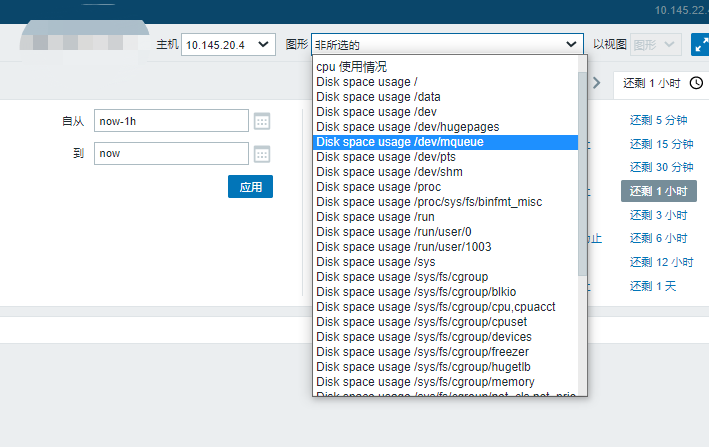 10.145.22
主机 10.145.20.4 图形 非所选的 以视图 图形
还剩 1 小时
cpu 使用情况
Disk space usage /
Disk space usage /data
Disk space usage /dev
Disk space usage /dev/hugepages
Disk space usage /dev/mqueue
Disk space usage /dev/pts
Disk space usage /dev/shm
Disk space usage /proc
Disk space usage /proc/sys/fs/binfmt_misc
Disk space usage /run
Disk space usage /run/user/0
Disk space usage /run/user/1003
Disk space usage /sys
Disk space usage /sys/fs/cgroup
Disk space usage /sys/fs/cgroup/blkio
Disk space usage /sys/fs/cgroup/cpu,cpuacct
Disk space usage /sys/fs/cgroup/cpuset
Disk space usage /sys/fs/cgroup/devices
Disk space usage /sys/fs/cgroup/freezer
Disk space usage /sys/fs/cgroup/hugetlb
Disk space usage /sys/fs/cgroup/memory
Disk space usage /sys/fs/cgroup/net_cls,net_prio
自从 now-1h
到 now
应用
还剩 5 分钟
还剩 15 分钟
还剩 30 分钟
还剩 1 小时
还剩 3 小时
还剩 6 小时
还剩 12 小时
还剩 1 天